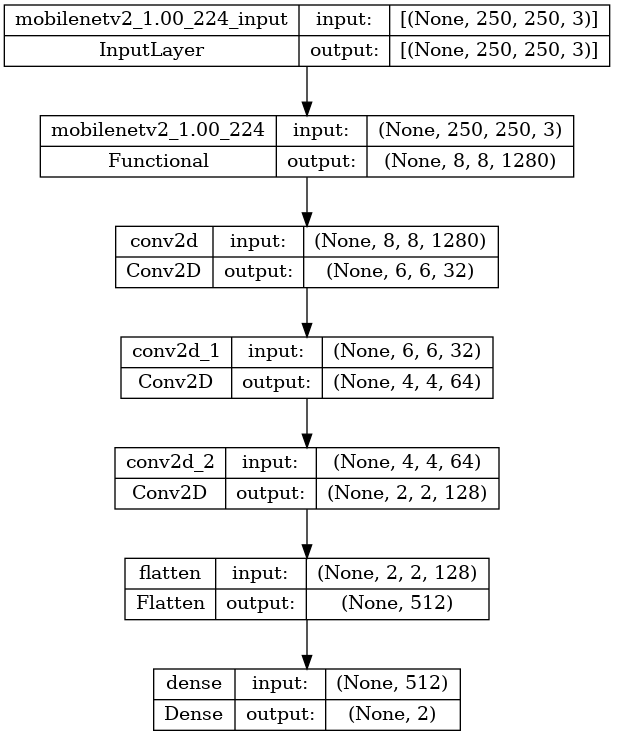 mobilenetv2_1.00_224_input input: [(None, 250, 250, 3)]
InputLayer output: [(None, 250, 250, 3)]
mobilenetv2_1.00_224 input: (None, 250, 250, 3)
Functional output: (None, 8, 8, 1280)
conv2d input: (None, 8, 8, 1280)
Conv2D output: (None, 6, 6, 32)
conv2d_1 input: (None, 6, 6, 32)
Conv2D output: (None, 4, 4, 64)
conv2d_2 input: (None, 4, 4, 64)
Conv2D output: (None, 2, 2, 128)
flatten input: (None, 2, 2, 128)
Flatten output: (None, 512)
dense input: (None, 512)
Dense output: (None, 2)